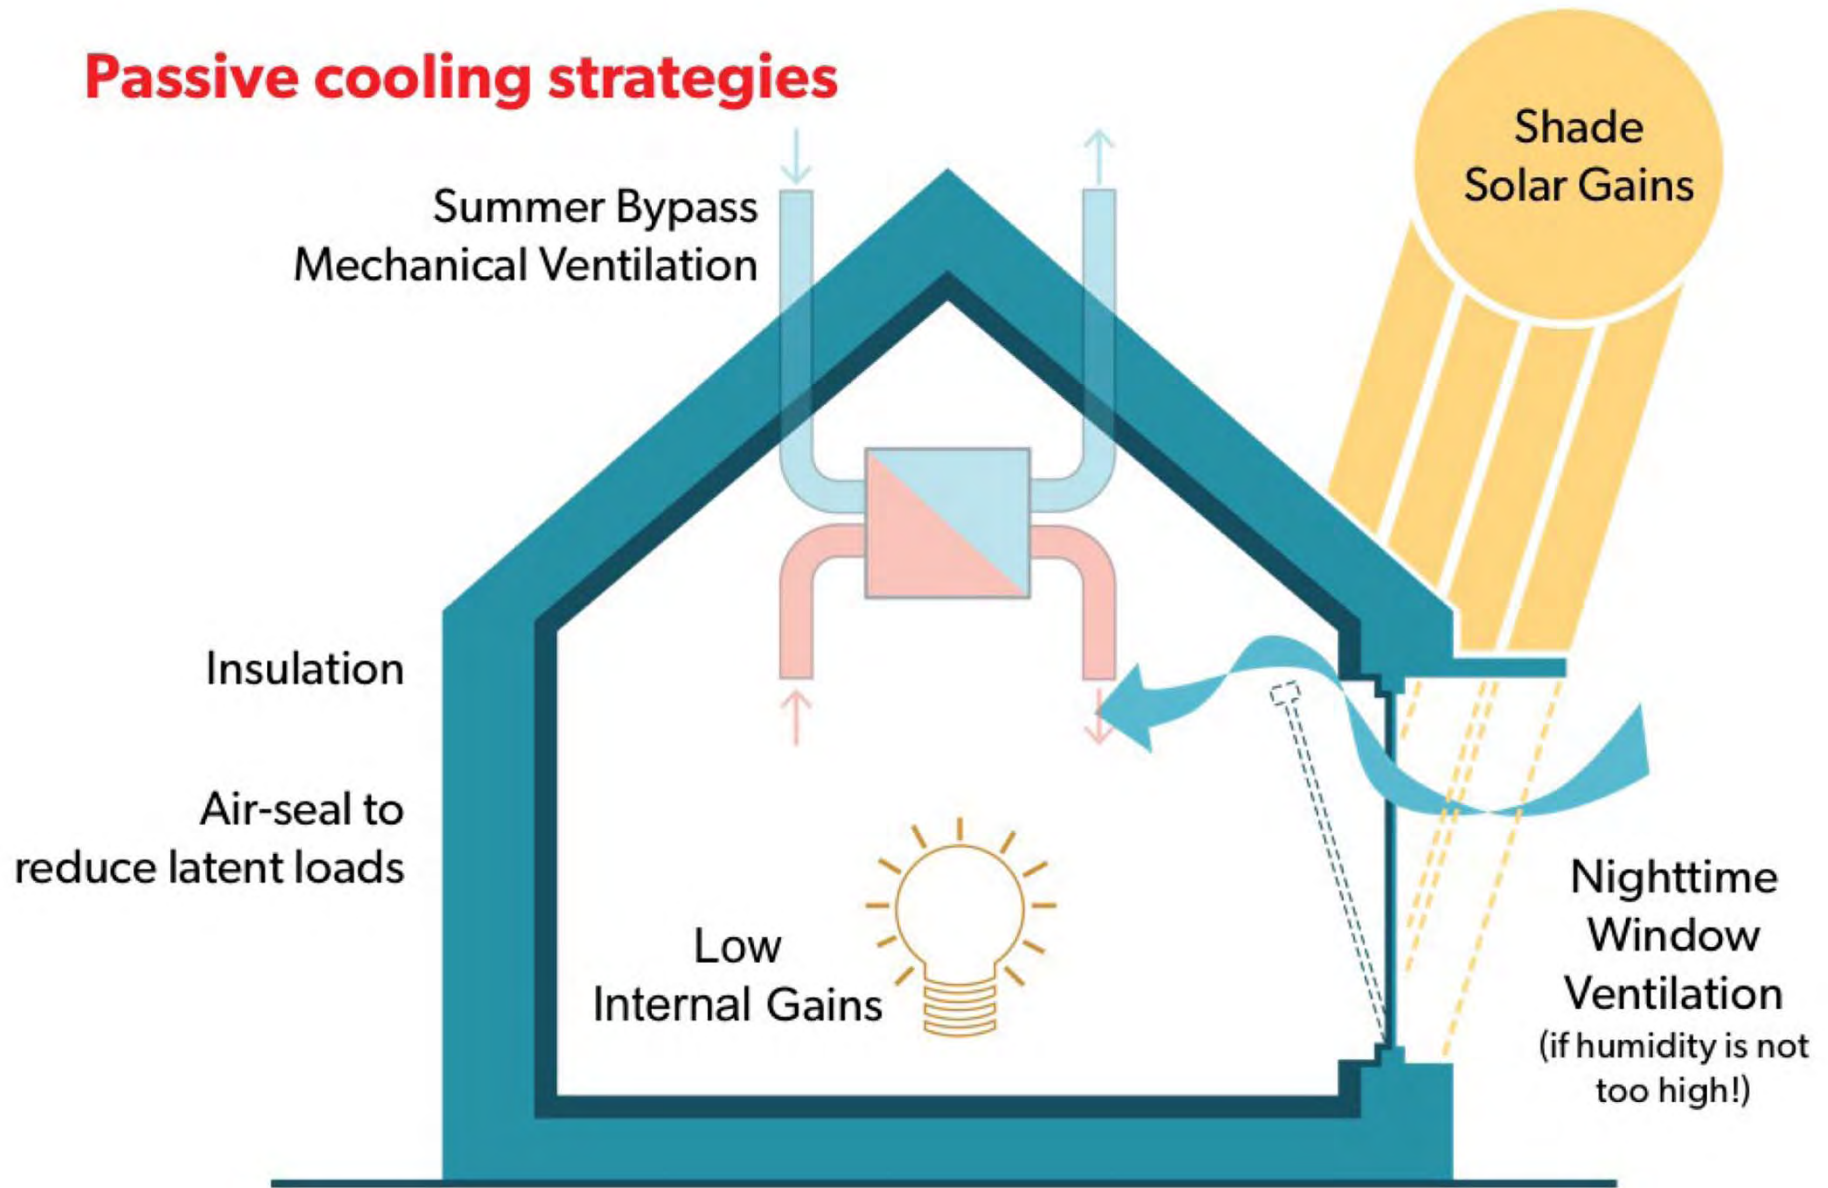 Passive cooling strategies
Shade
Solar Gains
Summer Bypass
Mechanical Ventilation
Insulation
Air-seal to
reduce latent loads
Low
Internal Gains
Nighttime
Window
Ventilation
(if humidity is not
too high!)